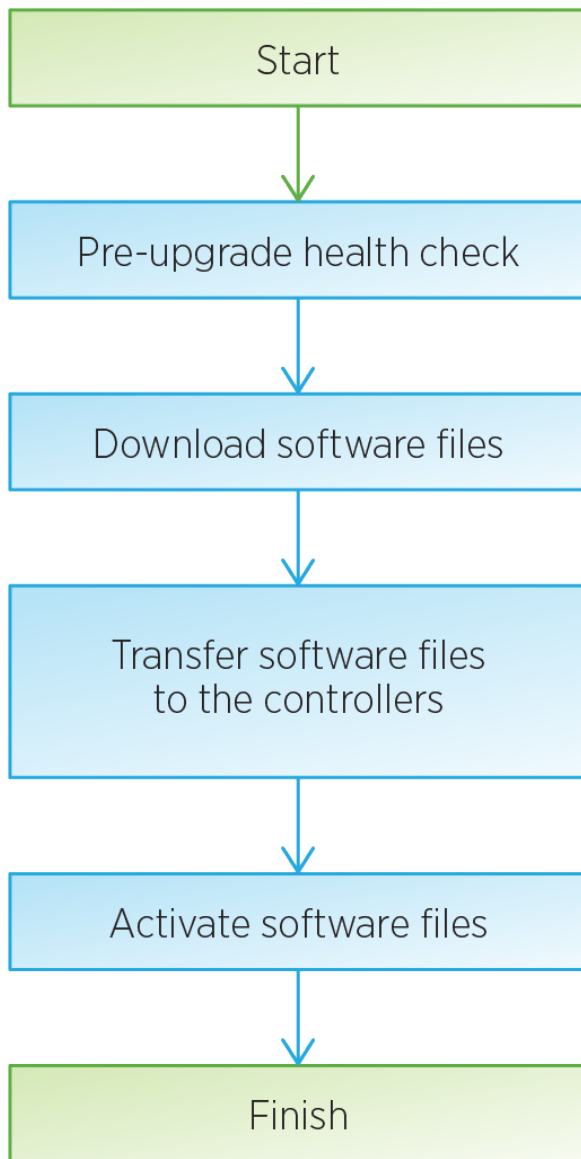 Start
Pre-upgrade health check
Download software files
Transfer software files
to the controllers
Activate software files
Finish